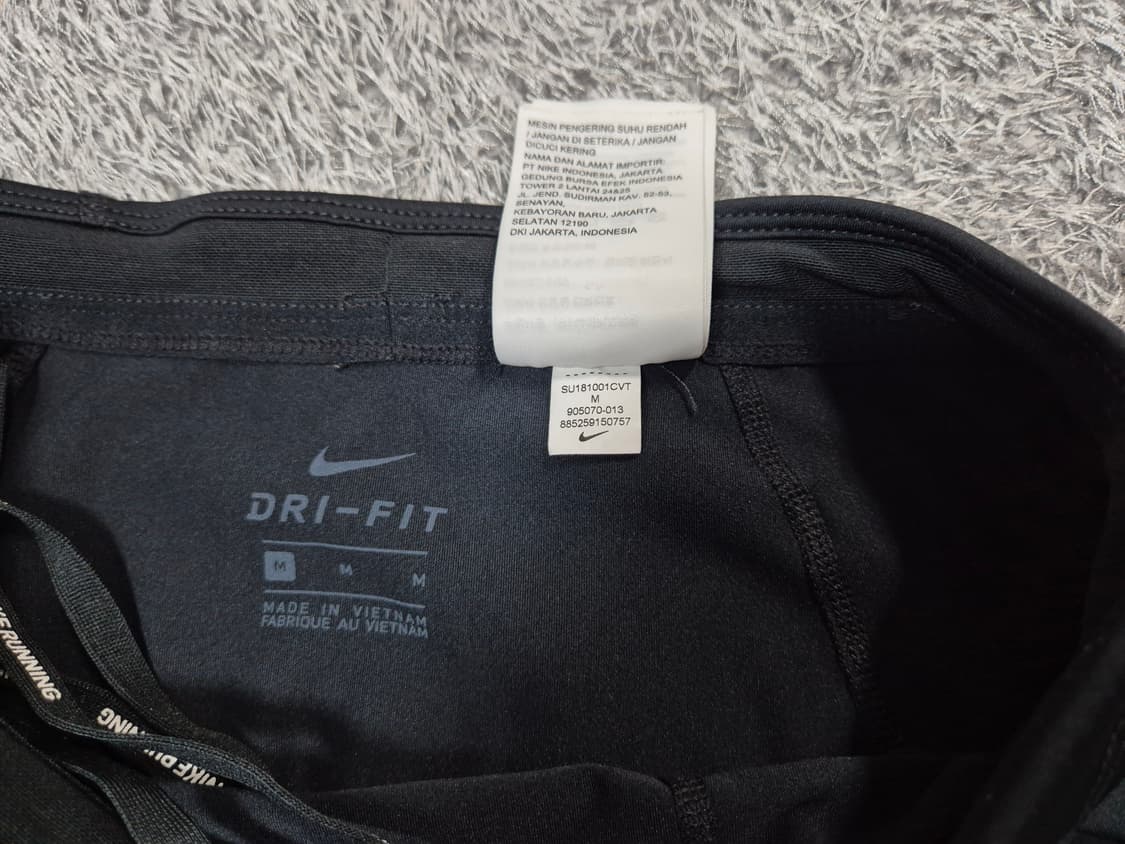 MESIN PENGERING SUHU RENDAH
/ JANGAN DI SETERIKA / JANGAN
DICUCI KERING
NAMA DAN ALAMAT IMPORTIR:
PT NIKE INDONESIA, JAKARTA
GEDUNG BURSA EFEK INDONESIA
TOWER 2 LANTAI 24&25
JL. JEND. SUDIRMAN KAV. 52-53,
SENAYAN,
KEBAYORAN BARU, JAKARTA
SELATAN 12190
DKI JAKARTA, INDONESIA
SU181001CVT
M
905070-013
885259150757
DRI-FIT
M M M
MADE IN VIETNAM
FABRIQUE AU VIETNAM
RUNNING
NIKE RUNNING